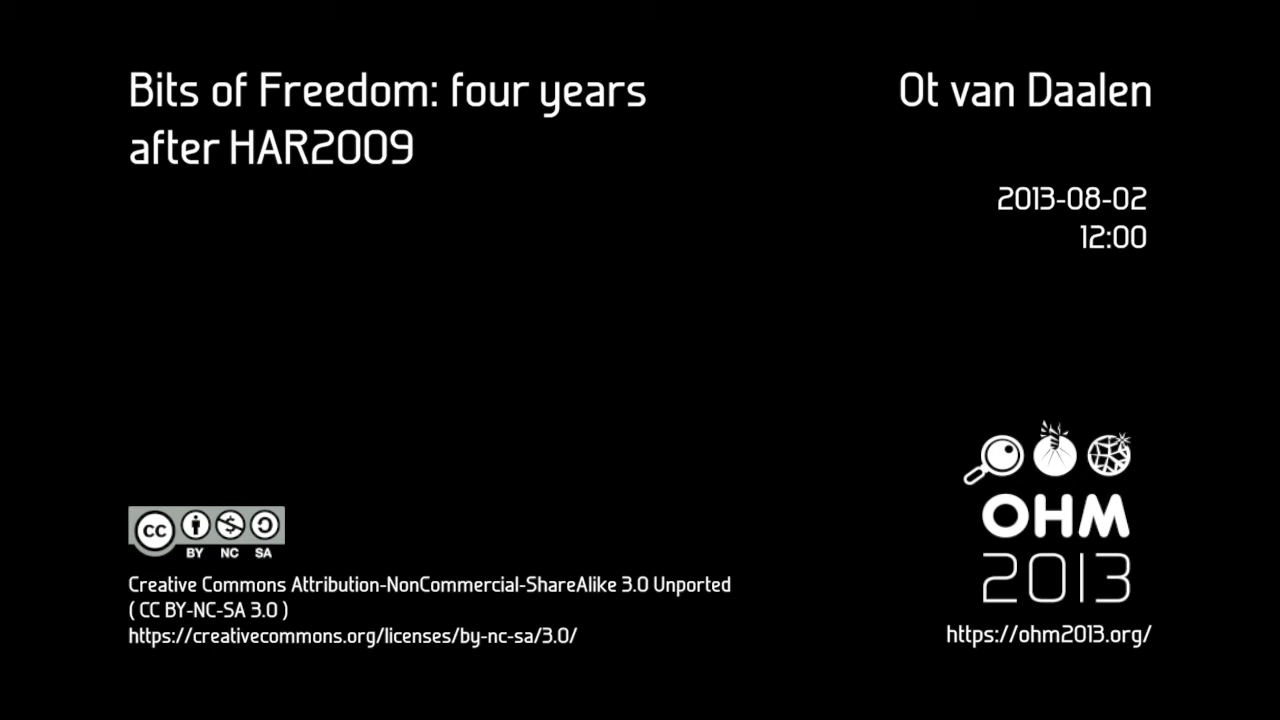 Bits of Freedom: four years
after HAR2009
Ot van Daalen
2013-08-02
12:00
CC
BY NC SA
Creative Commons Attribution-NonCommercial-ShareAlike 3.0 Unported
( CC BY-NC-SA 3.0 )
https://creativecommons.org/licenses/by-nc-sa/3.0/
OHM
2013
https://ohm2013.org/